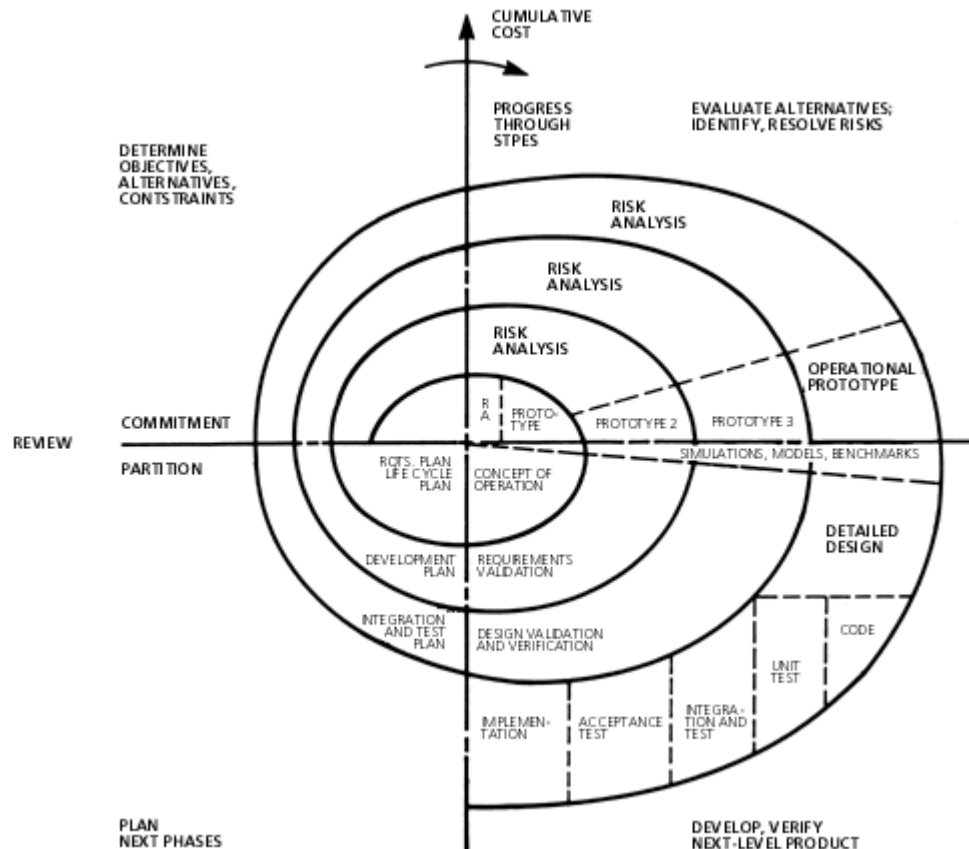 CUMULATIVE
COST
PROGRESS
THROUGH
STPES
EVALUATE ALTERNATIVES;
IDENTIFY, RESOLVE RISKS
DETERMINE
OBJECTIVES,
ALTERNATIVES,
CONTSTRAINTS
RISK
ANALYSIS
RISK
ANALYSIS
RISK
ANALYSIS
OPERATIONAL
PROTOTYPE
R
A.
PROTO-
TYPE
PROTOTYPE 2
PROTOTYPE 3
REVIEW
COMMITMENT
PARTITION
SIMULATIONS, MODELS, BENCHMARKS
RQTS. PLAN
LIFE CYCLE
PLAN
CONCEPT OF
OPERATION
DETAILED
DESIGN
DEVELOPMENT
PLAN
REQUIREMENTS
VALIDATION
INTEGRATION
AND TEST
PLAN
DESIGN VALIDATION
AND VERIFICATION
CODE
UNIT
TEST
INTEGRA-
TION AND
TEST
ACCEPTANCE
TEST
IMPLEMEN-
TATION
PLAN
NEXT PHASES
DEVELOP, VERIFY
NEXT-LEVEL PRODUCT